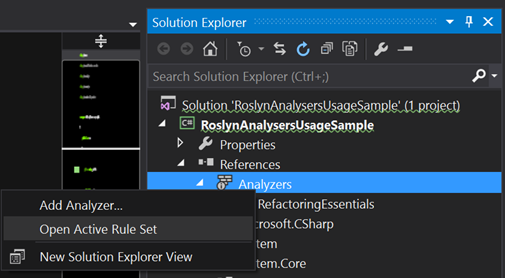 Solution Explorer
Search Solution Explorer (Ctrl+;)
Solution 'RoslynAnalysersUsageSample' (1 project)
C#
RoslynAnalysersUsageSample
Properties
References
Analyzers
RefactoringEssentials
crosoft.CSharp
tem
tem.Core
Add Analyzer...
Open Active Rule Set
New Solution Explorer View